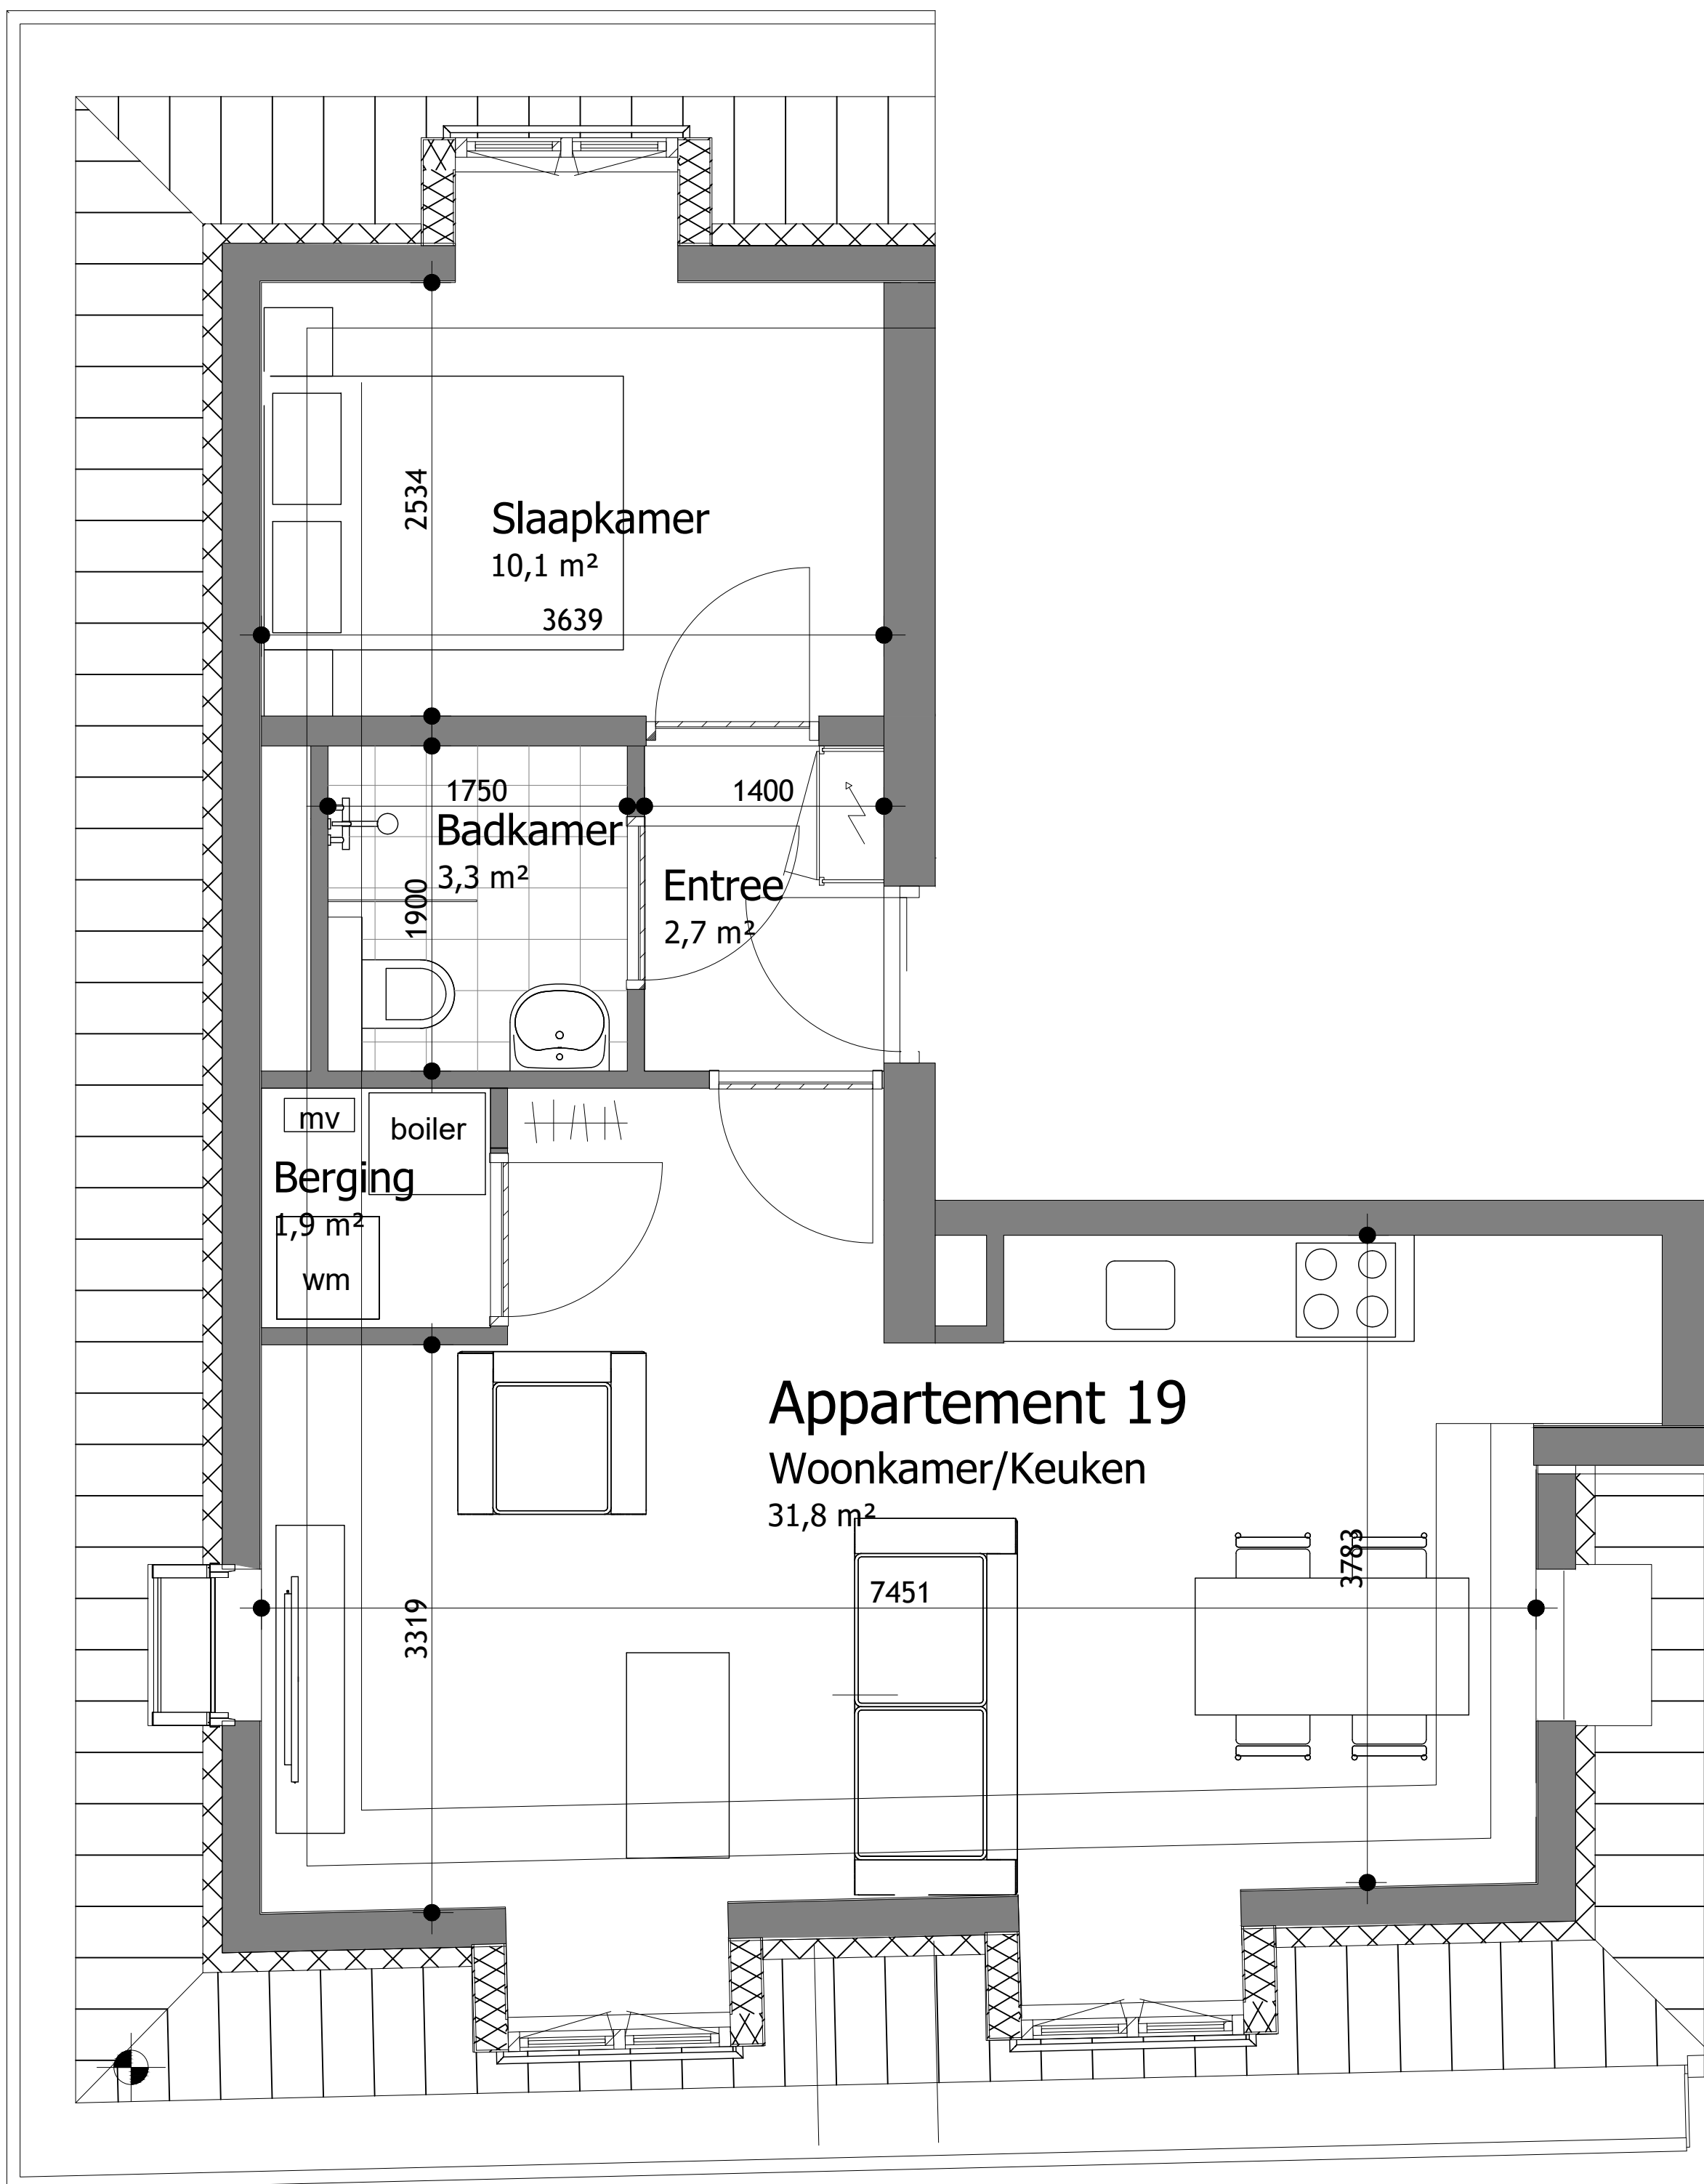 2534
Slaapkamer
10,1 m²
3639
1750
1400
Badkamer
3,3 m²
1900
Entree
2,7 m²
mv
boiler
Berging
1,9 m²
wm
Appartement 19
Woonkamer/Keuken
31,8 m²
3783
7451
3319